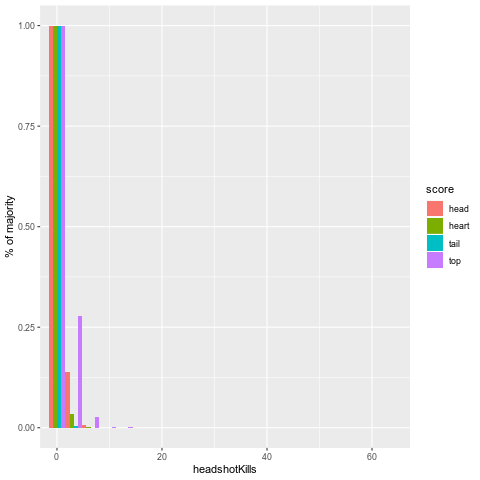 1.00
0.75
0.50
0.25
0.00
% of majority
0
20
40
60
headshotKills
score
head
heart
tail
top